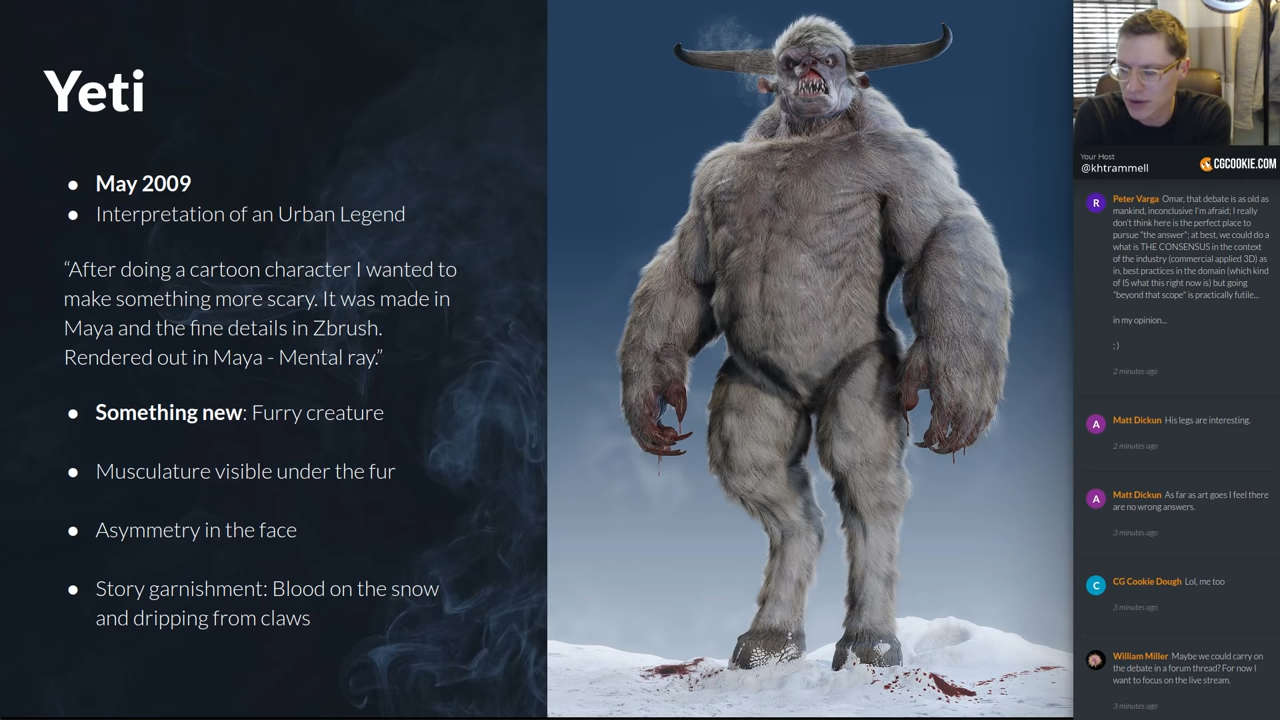 Yeti
● May 2009
● Interpretation of an Urban Legend
“After doing a cartoon character I wanted to
make something more scary. It was made in
Maya and the fine details in Zbrush.
Rendered out in Maya - Mental ray.”
● Something new: Furry creature
● Musculature visible under the fur
● Asymmetry in the face
● Story garnishment: Blood on the snow
and dripping from claws
Your Host
@khtrammell
CGCOOKIE.COM
R
Peter Varga Omar, that debate is as old as
mankind, inconclusive I'm afraid; I really
don't think here is the perfect place to
pursue "the answer"; at best, we could do a
what is THE CONSENSUS in the context
of the industry (commercial applied 3D) as
in, best practices in the domain (which kind
of IS what this right now is) but going
"beyond that scope" is practically futile...
in my opinion...
;)
2 minutes ago
A
Matt Dickun His legs are interesting.
2 minutes ago
A
Matt Dickun As far as art goes I feel there
are no wrong answers.
3 minutes ago
C
CG Cookie Dough Lol, me too
3 minutes ago
William Miller Maybe we could carry on
the debate in a forum thread? For now I
want to focus on the live stream.
3 minutes ago